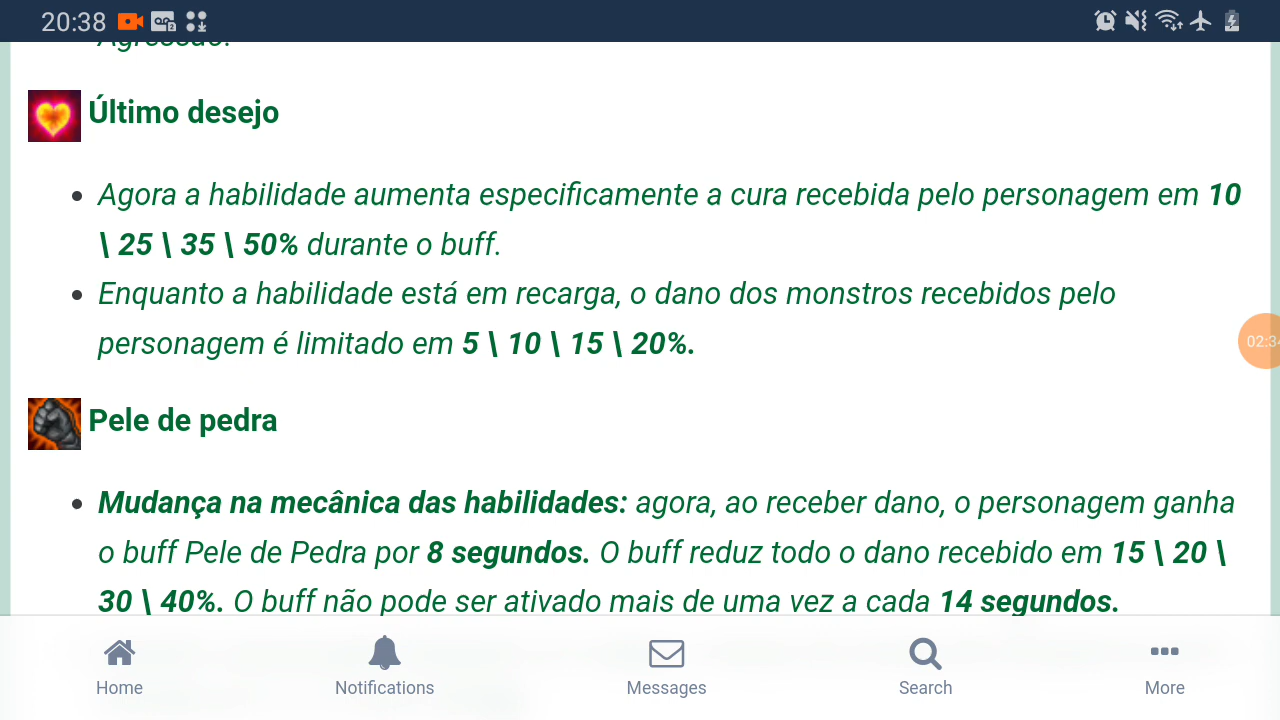 20:38
Agressão.
Último desejo
Agora a habilidade aumenta especificamente a cura recebida pelo personagem em 10
\ 25 \ 35 \ 50% durante o buff.
Enquanto a habilidade está em recarga, o dano dos monstros recebidos pelo
personagem é limitado em 5 \ 10 \ 15 \ 20%.
02:34
Pele de pedra
Mudança na mecânica das habilidades: agora, ao receber dano, o personagem ganha
o buff Pele de Pedra por 8 segundos. O buff reduz todo o dano recebido em 15 \ 20 \
30 \ 40%. O buff não pode ser ativado mais de uma vez a cada 14 segundos.
Home
Notifications
Messages
Search
More